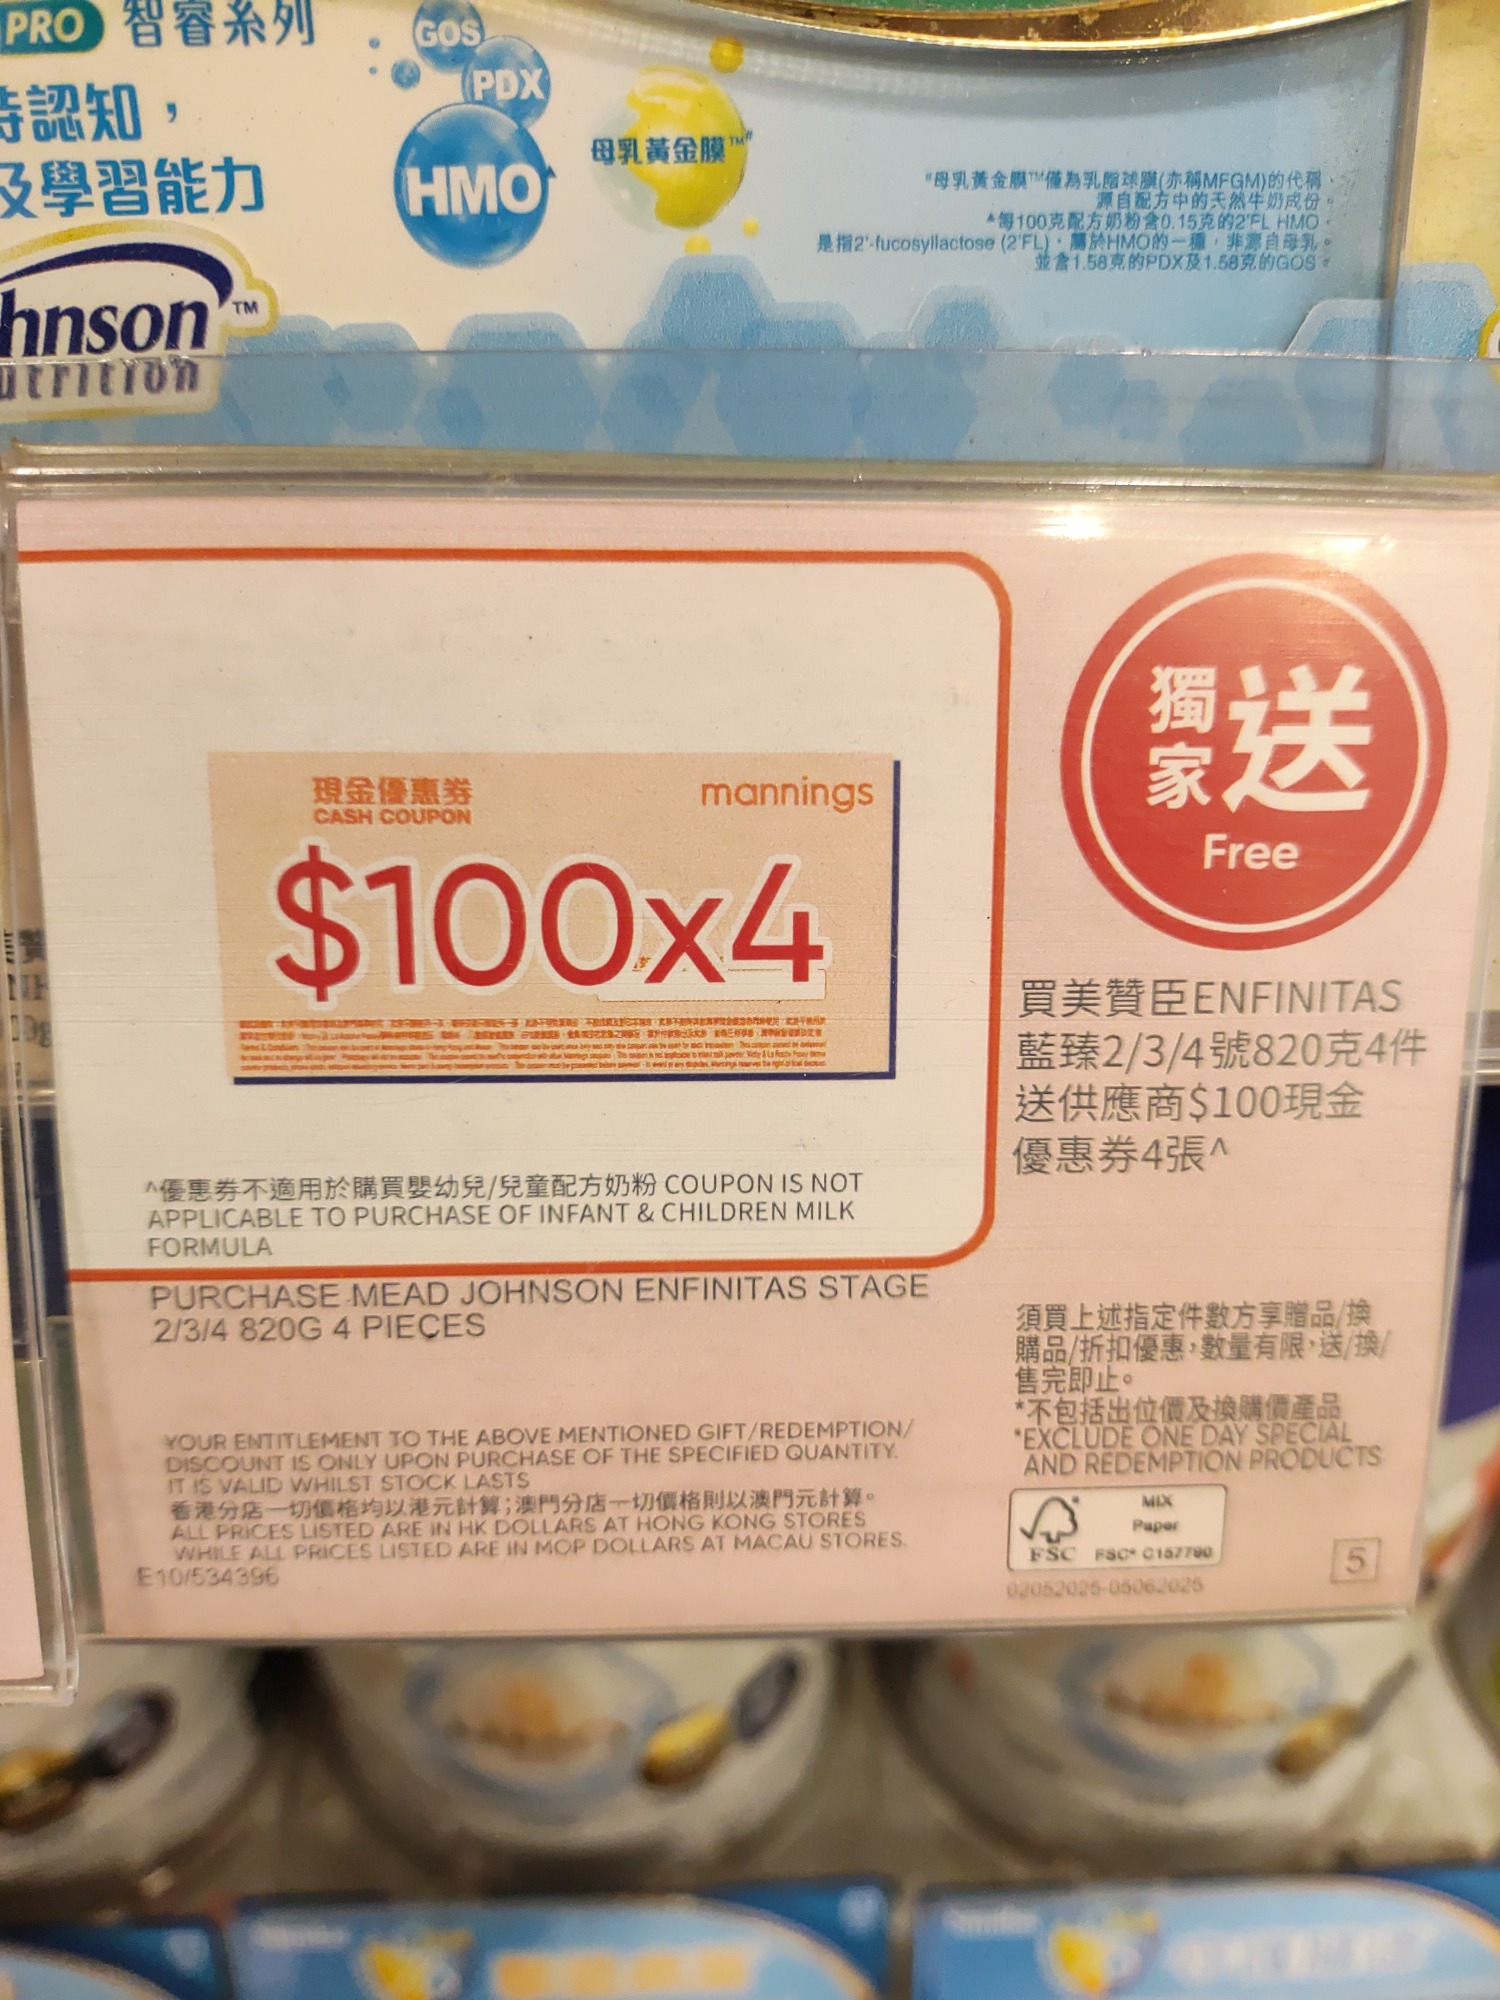 PRO 智睿系列
認知，
及學習能力
GOS
PDX
HMO
母乳黃金膜™#
#母乳黃金膜™僅為乳脂球膜(亦稱MFGM)的代稱，
源自配方中的天然牛奶成份。
▲每100克配方奶粉含0.15克的2'FL HMO
是指2'-fucosyllactose (2'FL)，屬於HMO的一種，非源自母乳。
並含1.58克的PDX及1.58克的GOS。
hnson™
utrition
現金優惠券
CASH COUPON
mannings
$100x4
^優惠券不適用於購買嬰幼兒/兒童配方奶粉 COUPON IS NOT
APPLICABLE TO PURCHASE OF INFANT & CHILDREN MILK
FORMULA
獨家送
Free
買美贊臣ENFINITAS
藍臻2/3/4號820克4件
送供應商$100現金
優惠券4張^
PURCHASE MEAD JOHNSON ENFINITAS STAGE
2/3/4 820G 4 PIECES
須買上述指定件數方享贈品/換
購品/折扣優惠，數量有限，送/換/
售完即止。
*不包括出位價及換購價產品
*EXCLUDE ONE DAY SPECIAL
AND REDEMPTION PRODUCTS
YOUR ENTITLEMENT TO THE ABOVE MENTIONED GIFT/REDEMPTION/
DISCOUNT IS ONLY UPON PURCHASE OF THE SPECIFIED QUANTITY.
IT IS VALID WHILST STOCK LASTS
香港分店一切價格均以港元計算；澳門分店一切價格則以澳門元計算。
ALL PRICES LISTED ARE IN HK DOLLARS AT HONG KONG STORES
WHILE ALL PRICES LISTED ARE IN MOP DOLLARS AT MACAU STORES.
E10/534396
FSC
MIX
Paper
FSC® C157790
02052025-05062025
5